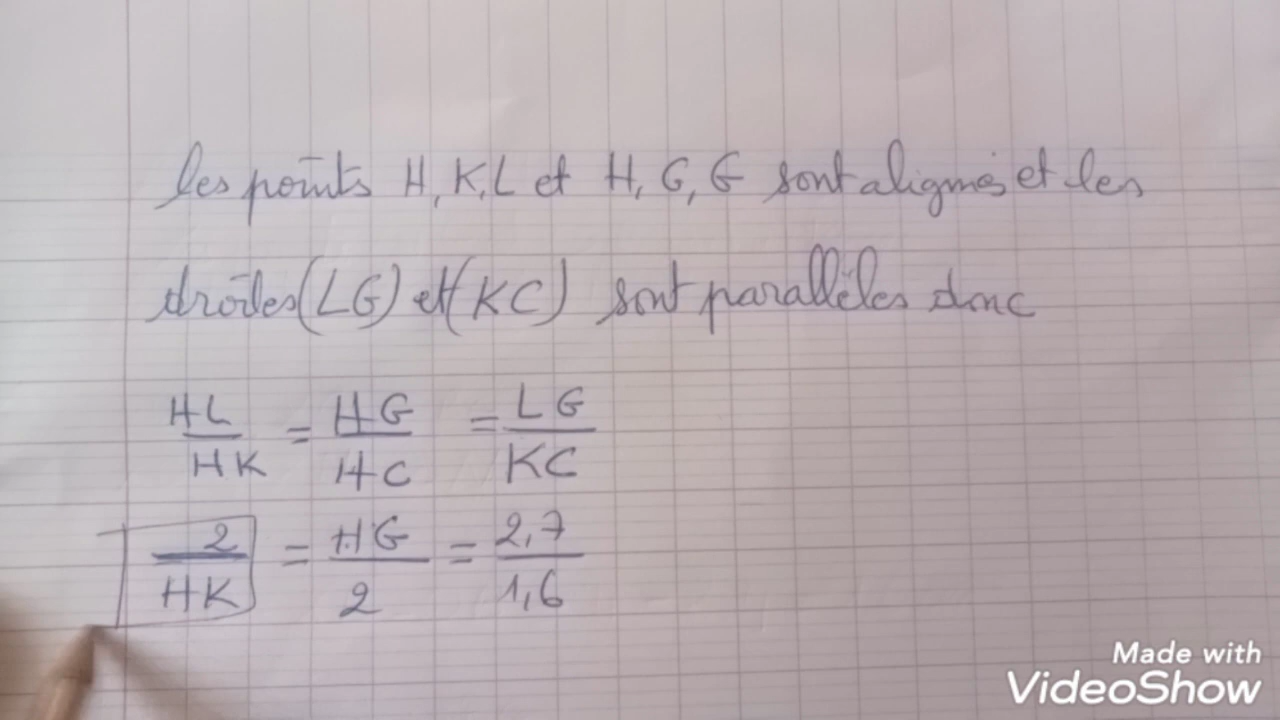 les points H, K, L et H, G, G sont alignés et les
droites (LG) et (KC) sont parallèles donc
HL/HK = HG/HC = LG/KC
2/HK = HG/2 = 2,7/1,6
Made with
VideoShow